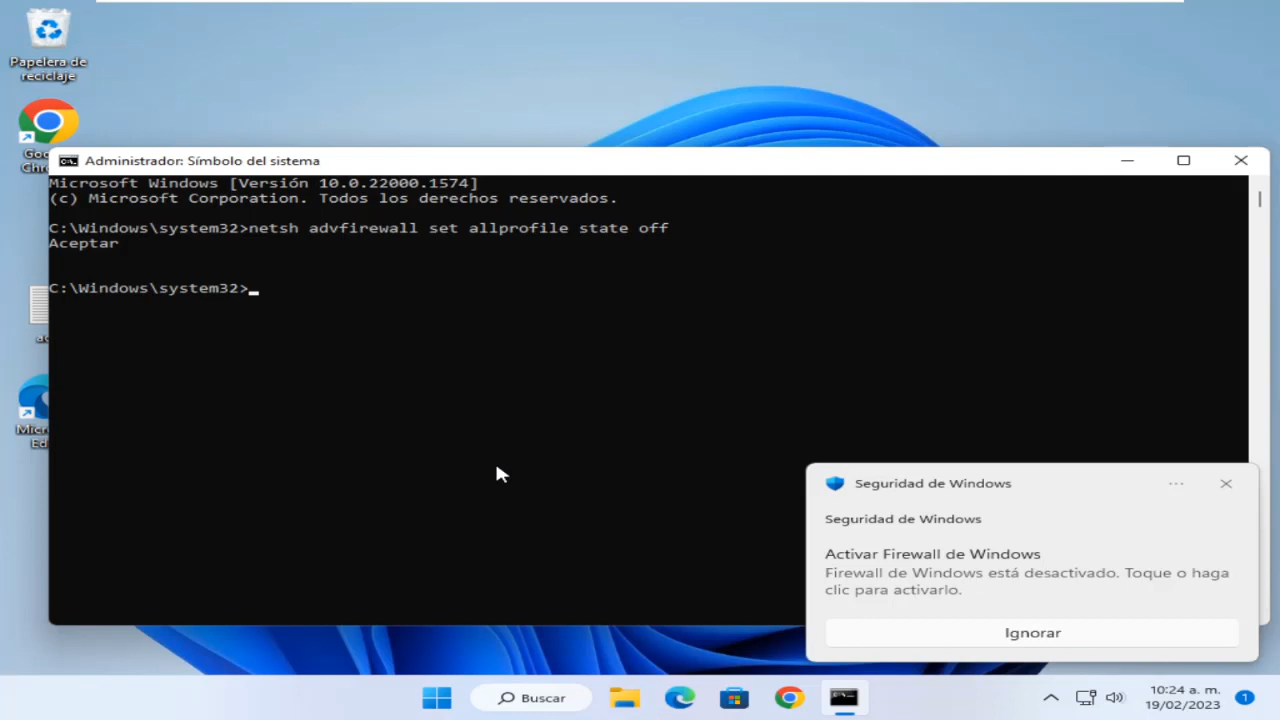 Papelera de
reciclaje
Administrador: Símbolo del sistema
Microsoft Windows [Versión 10.0.22000.1574]
(c) Microsoft Corporation. Todos los derechos reservados.
C:\Windows\system32>netsh advfirewall set allprofile state off
Aceptar
C:\Windows\system32>
Seguridad de Windows
Seguridad de Windows
Activar Firewall de Windows
Firewall de Windows está desactivado. Toque o haga
clic para activarlo.
Ignorar
Buscar
10:24 a. m.
19/02/2023
1